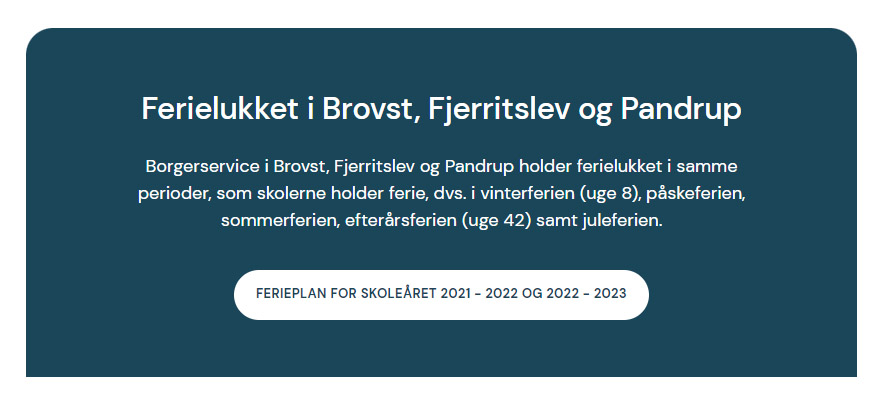 Ferielukket i Brovst, Fjerritslev og Pandrup
Borgerservice i Brovst, Fjerritslev og Pandrup holder ferielukket i samme
perioder, som skolerne holder ferie, dvs. i vinterferien (uge 8), påskeferien,
sommerferien, efterårsferien (uge 42) samt juleferien.
FERIEPLAN FOR SKOLEÅRET 2021 - 2022 OG 2022 - 2023